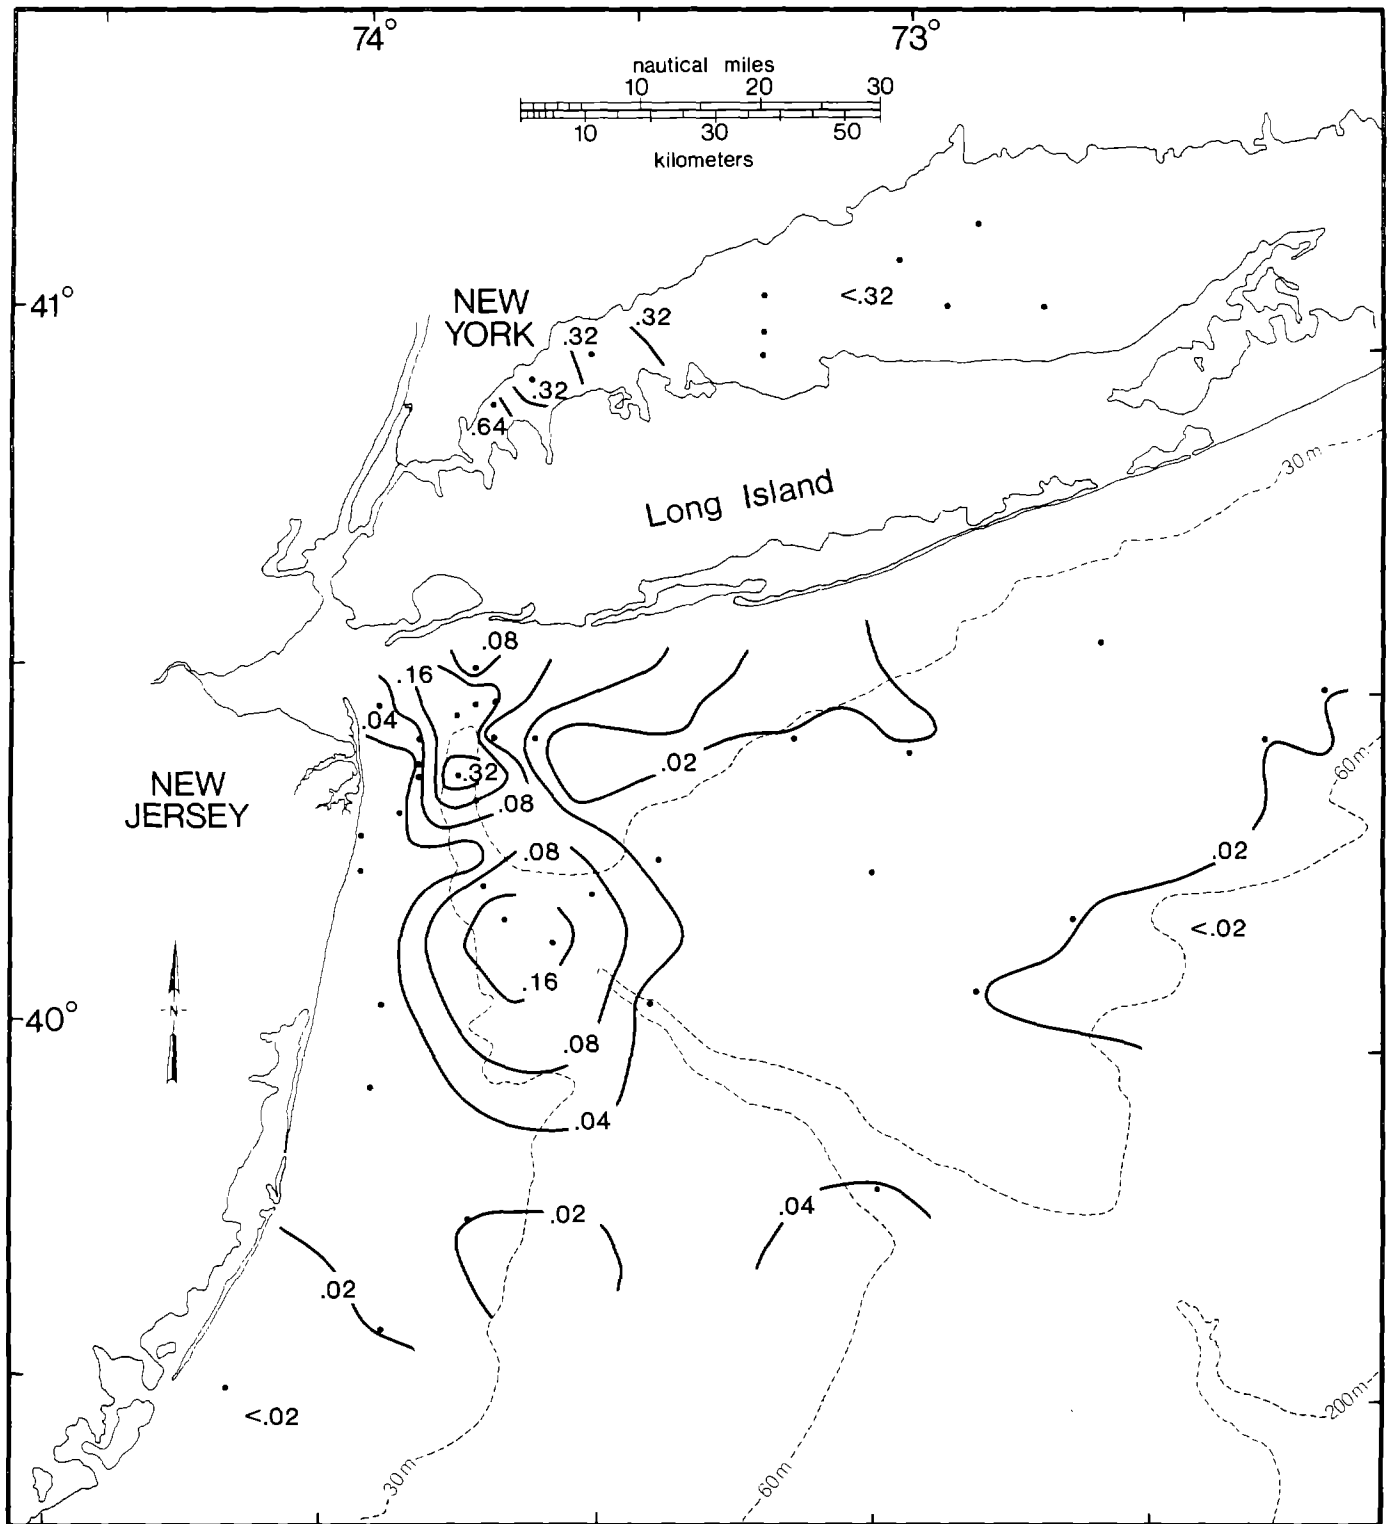 74°
73°
nautical miles
10 20 30
10 30 50
kilometers
41°
NEW
YORK
<.32
.32
.32
.32
.64
Long Island
30m
.08
.16
.04
.02
.32
.08
NEW
JERSEY
60m
.08
.02
<.02
.16
N
40°
.08
.04
.04
.02
.02
<.02
200m
30m
60m